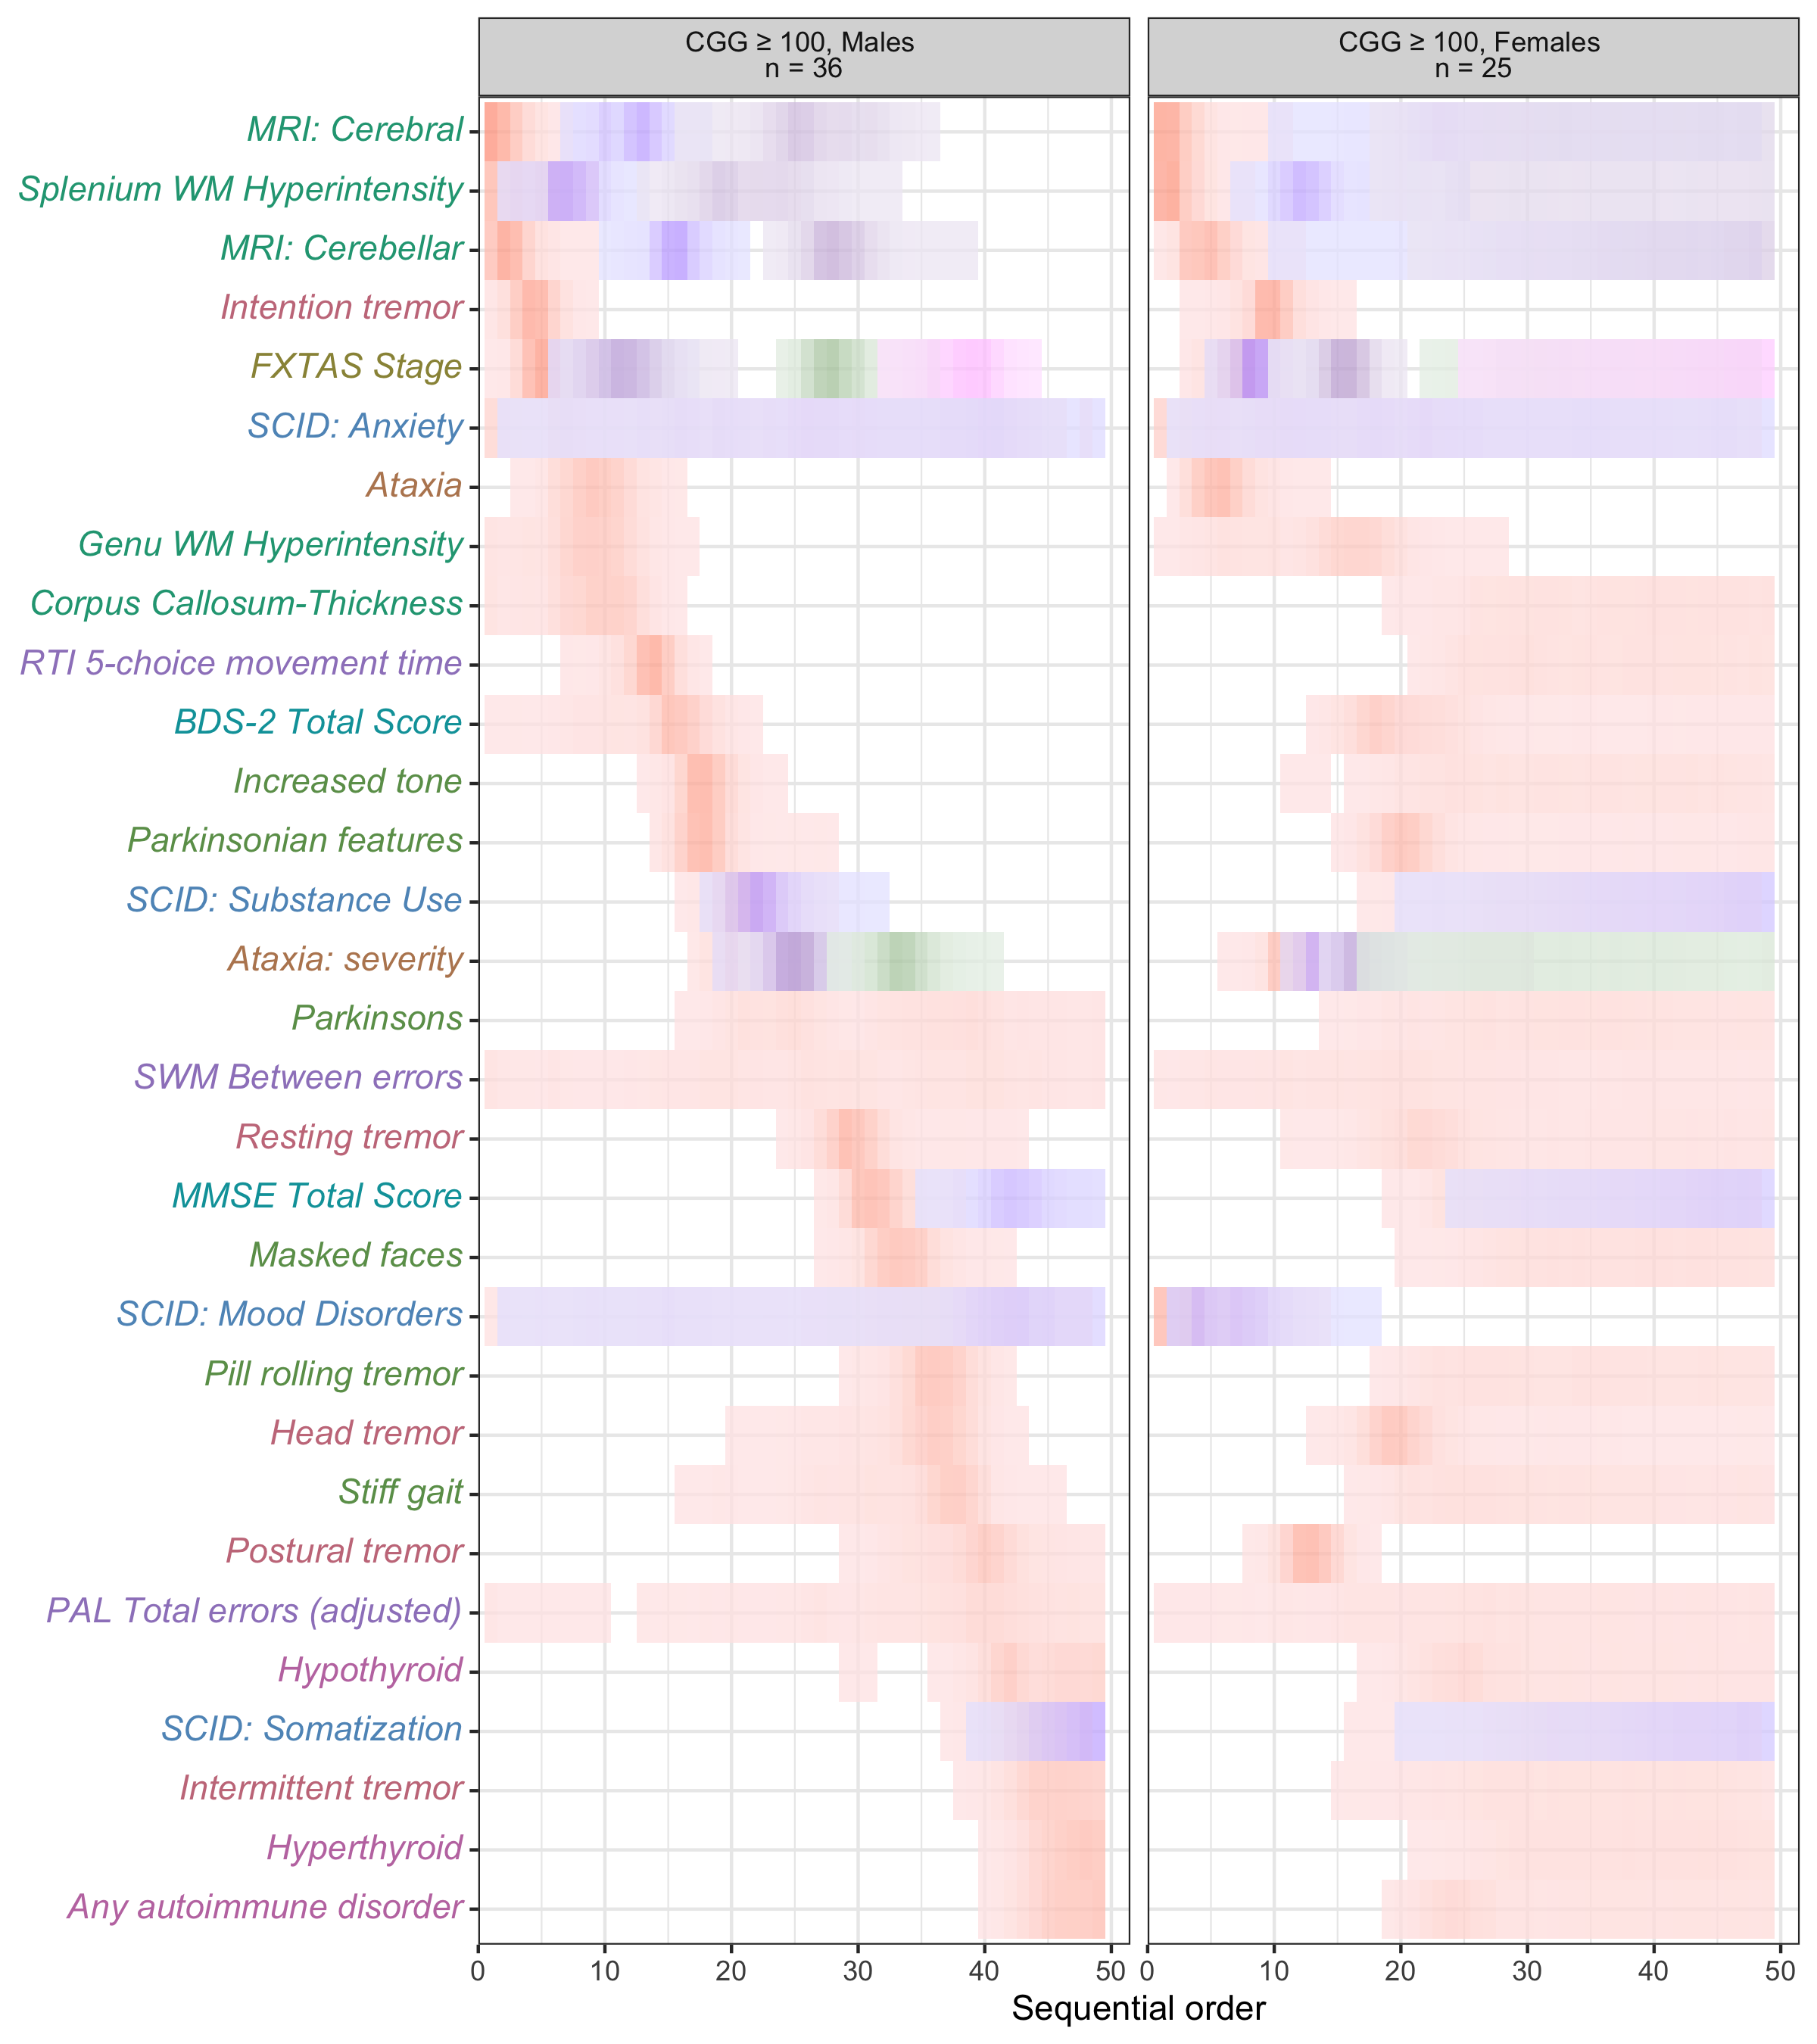 CGG ≥ 100, Males
n = 36
CGG ≥ 100, Females
n = 25
MRI: Cerebral
Splenium WM Hyperintensity
MRI: Cerebellar
Intention tremor
FXTAS Stage
SCID: Anxiety
Ataxia
Genu WM Hyperintensity
Corpus Callosum-Thickness
RTI 5-choice movement time
BDS-2 Total Score
Increased tone
Parkinsonian features
SCID: Substance Use
Ataxia: severity
Parkinsons
SWM Between errors
Resting tremor
MMSE Total Score
Masked faces
SCID: Mood Disorders
Pill rolling tremor
Head tremor
Stiff gait
Postural tremor
PAL Total errors (adjusted)
Hypothyroid
SCID: Somatization
Intermittent tremor
Hyperthyroid
Any autoimmune disorder
0 10 20 30 40 50 0 10 20 30 40 50
Sequential order